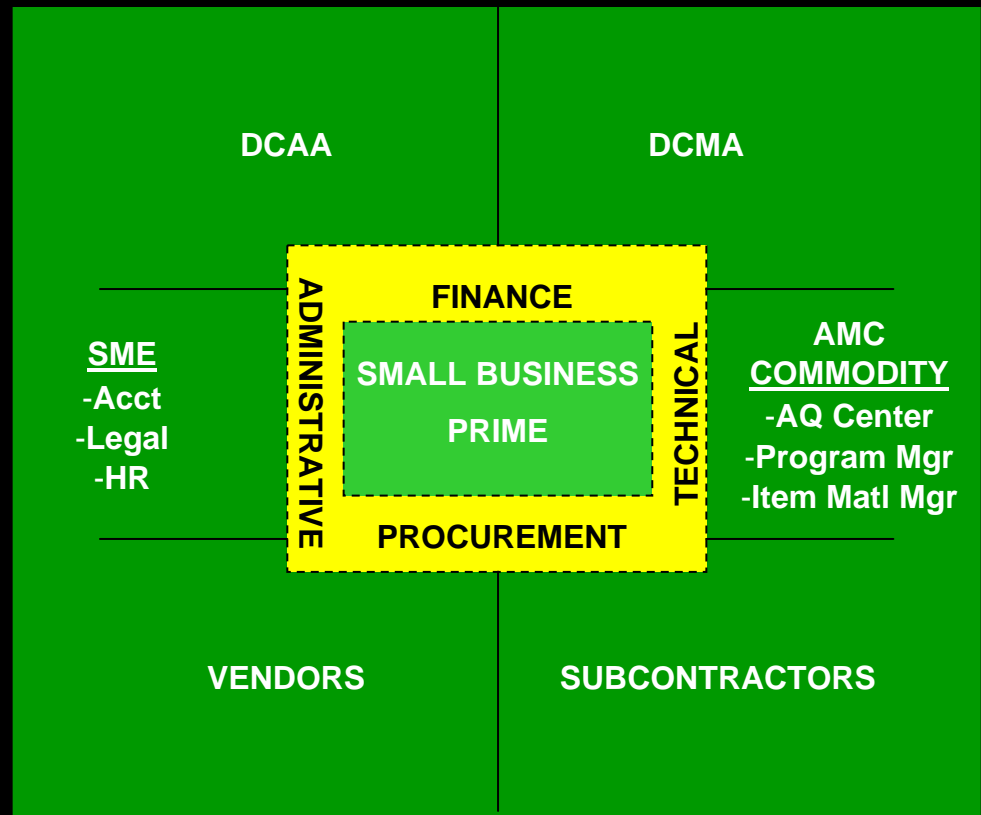 DCAA
DCMA
ADMINISTRATIVE
FINANCE
TECHNICAL
SMALL BUSINESS
PRIME
PROCUREMENT
SME
-Acct
-Legal
-HR
AMC
COMMODITY
-AQ Center
-Program Mgr
-Item Matl Mgr
VENDORS
SUBCONTRACTORS